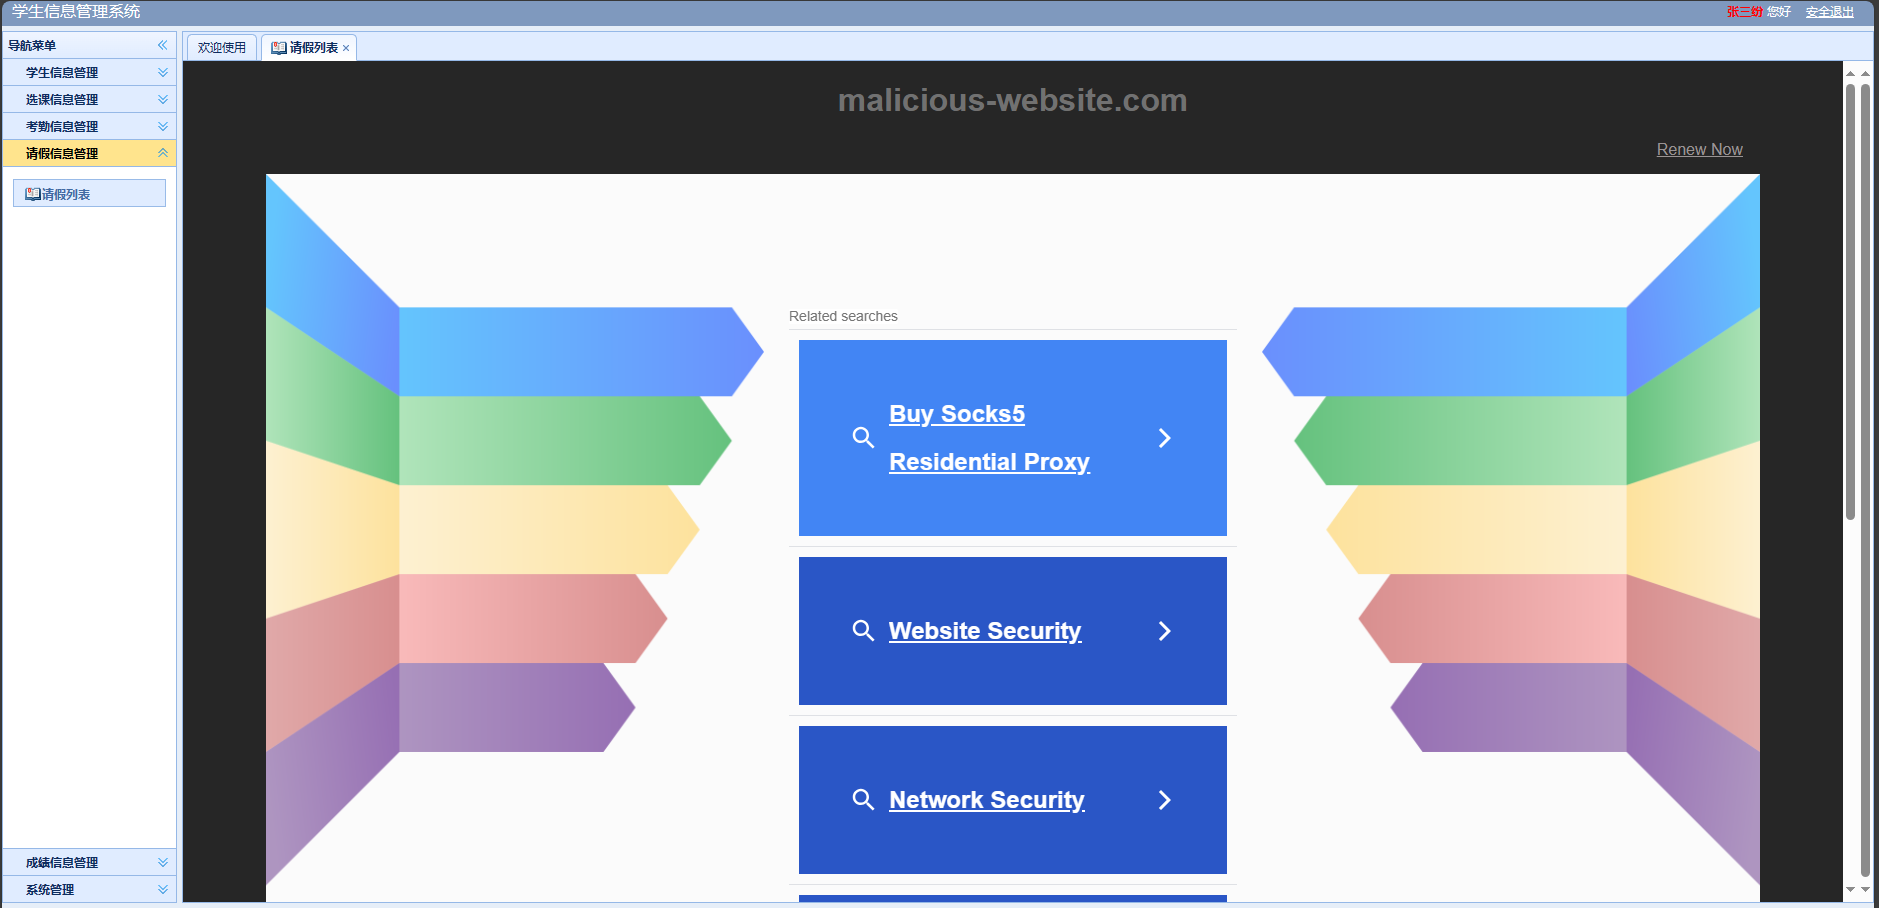 学生信息管理系统
张三纷 您好 安全退出
导航菜单
学生信息管理
选课信息管理
考勤信息管理
请假信息管理
请假列表
成绩信息管理
系统管理
欢迎使用
请假列表
malicious-website.com
Renew Now
Related searches
Buy Socks5
Residential Proxy
Website Security
Network Security